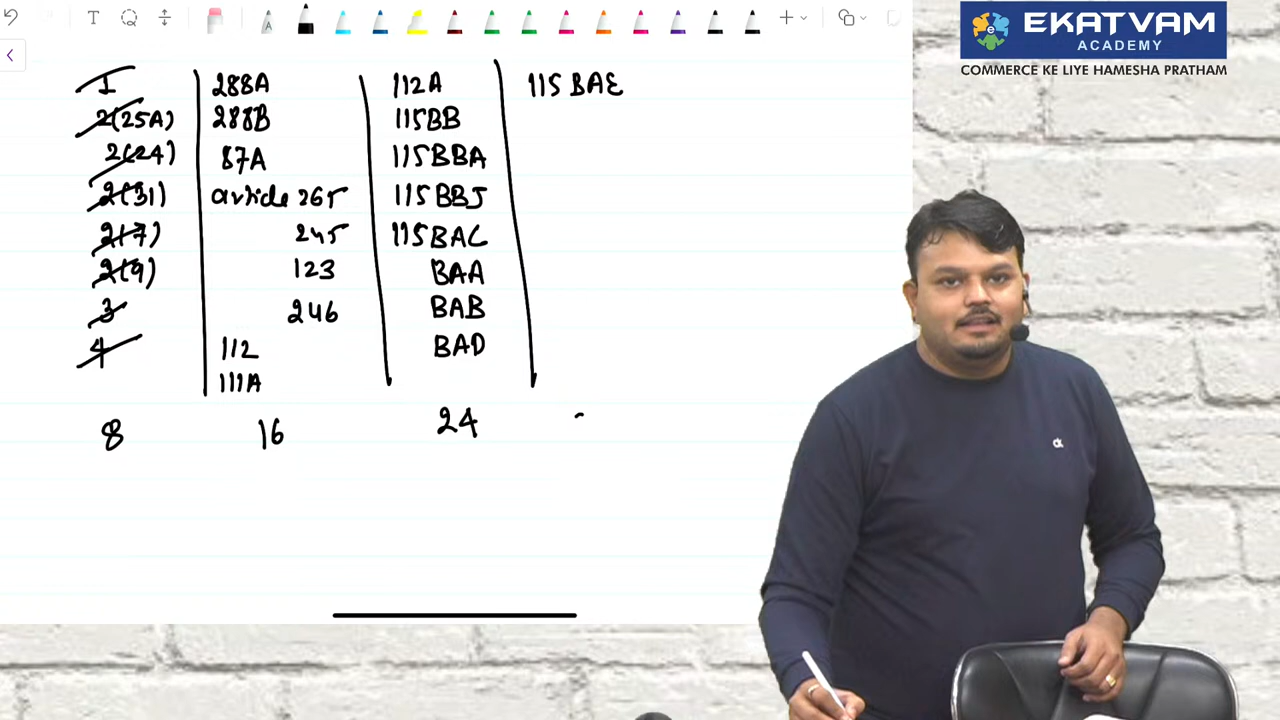 EKATVAM
ACADEMY
COMMERCE KE LIYE HAMESHA PRATHAM
1
2(25A)
2(24)
2(31)
2(7)
2(9)
3
4
8
288A
288B
87A
article 265
245
123
246
112
111A
16
112A
115BB
115BBA
115BBJ
115BAC
BAA
BAB
BAD
24
115 BAE